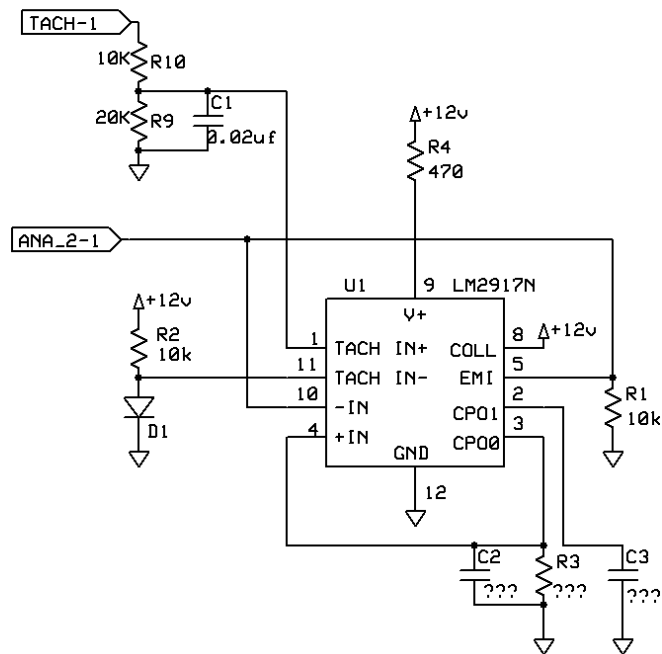 TACH-1
10K
R10
20K
R9
C1
0.02uf
+12v
R4
470
ANA_2-1
U1
9
LM2917N
+12v
R2
10k
V+
1
TACH IN+
COLL
8
+12v
11
TACH IN-
EMI
5
10
-IN
CPO1
2
R1
10k
4
+IN
CPO0
3
D1
GND
12
C2
???
R3
???
C3
???